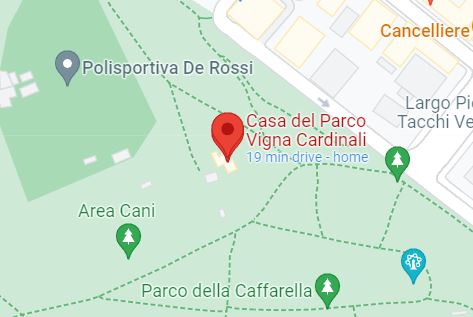 Cancelliere
Polisportiva De Rossi
Largo Pie
Tacchi Ve
Casa del Parco
Vigna Cardinali
19 min drive - home
Area Cani
Parco della Caffarella